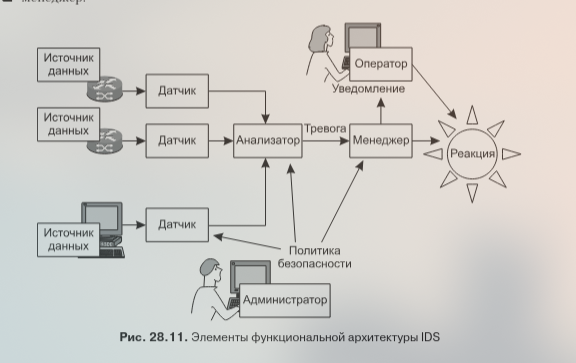 менеджер.
Источник
данных
Датчик
Источник
данных
Датчик
Источник
данных
Датчик
Анализатор
Тревога
Менеджер
Оператор
Уведомление
Реакция
Политика
безопасности
Администратор
Рис. 28.11. Элементы функциональной архитектуры IDS